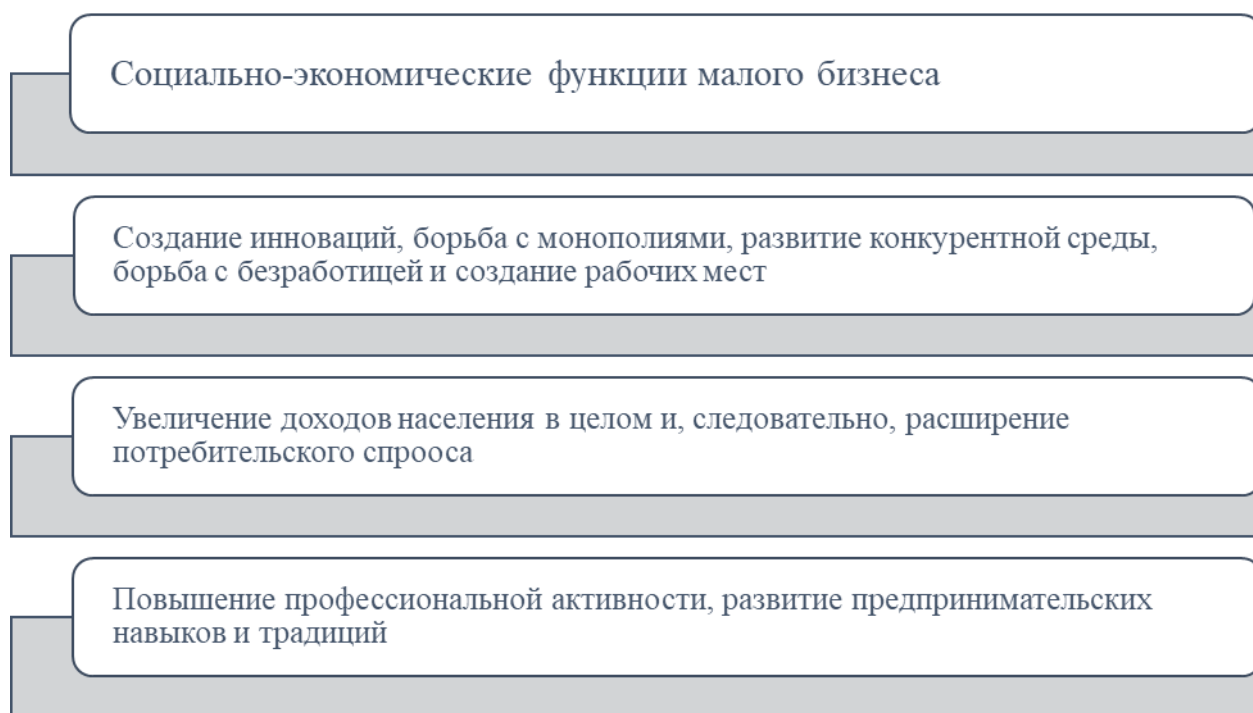 Социально-экономические функции малого бизнеса
Создание инноваций, борьба с монополиями, развитие конкурентной среды,
борьба с безработицей и создание рабочих мест
Увеличение доходов населения в целом и, следовательно, расширение
потребительского спрооса
Повышение профессиональной активности, развитие предпринимательских
навыков и традиций